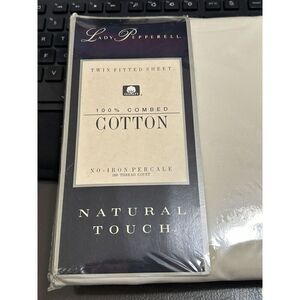 LADY PEPPERELL
TWIN FITTED SHEET
100% COMBED
COTTON
NO-IRON PERCALE
NATURAL
TOUCH